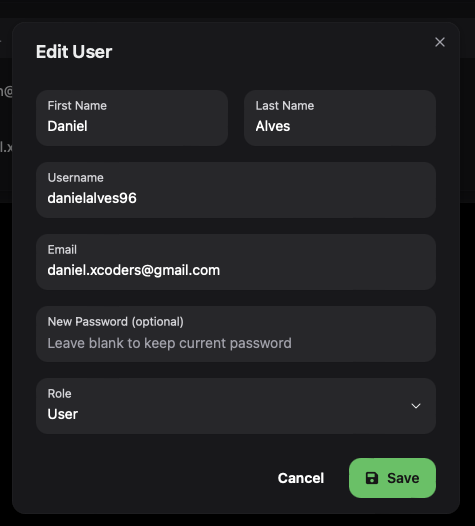 Edit User
First Name
Daniel
Last Name
Alves
Username
danielalves96
Email
daniel.xcoders@gmail.com
New Password (optional)
Leave blank to keep current password
Role
User
Cancel
Save